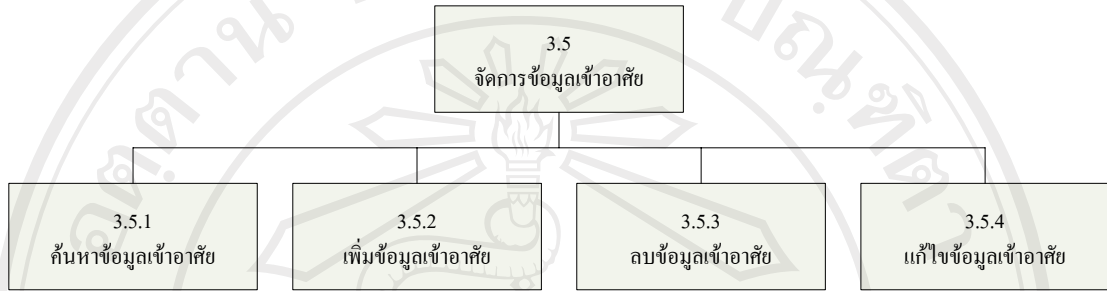 3.5
จัดการข้อมูลเข้าอาศัย
3.5.1
ค้นหาข้อมูลเข้าอาศัย
3.5.2
เพิ่มข้อมูลเข้าอาศัย
3.5.3
ลบข้อมูลเข้าอาศัย
3.5.4
แก้ไขข้อมูลเข้าอาศัย